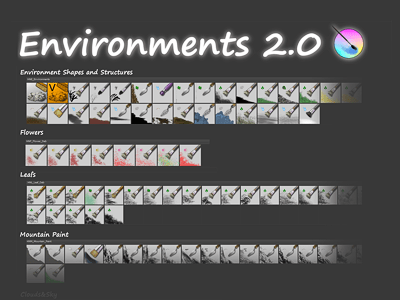 Environments 2.0
Environment Shapes and Structures
Flowers
Leafs
Mountain Paint